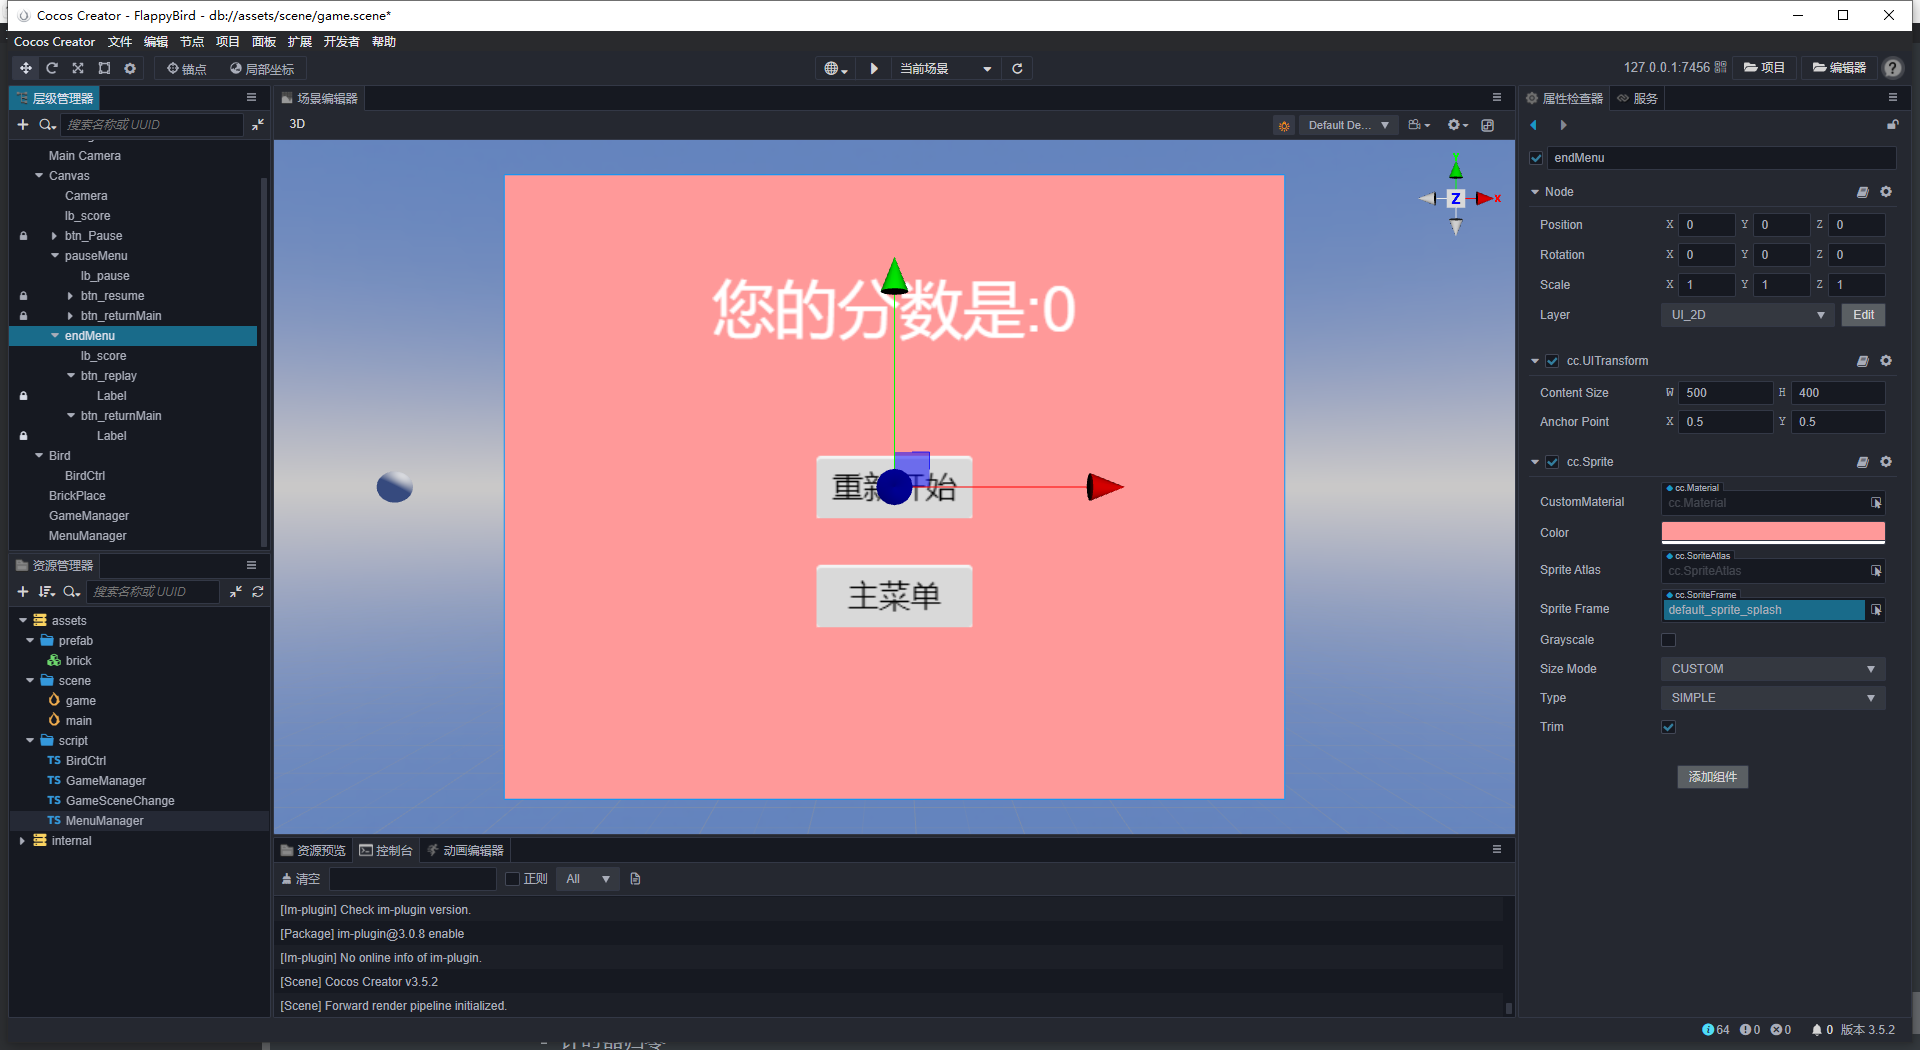 Cocos Creator - FlappyBird - db://assets/scene/game.scene*
Cocos Creator 文件 编辑 节点 项目 面板 扩展 开发者 帮助
锚点 局部坐标 当前场景 127.0.0.1:7456 项目 编辑器
层级管理器
搜索名称或 UUID
Main Camera
Canvas
Camera
lb_score
btn_Pause
pauseMenu
lb_pause
btn_resume
btn_returnMain
endMenu
lb_score
btn_replay
Label
btn_returnMain
Label
Bird
BirdCtrl
BrickPlace
GameManager
MenuManager
资源管理器
搜索名称或 UUID
assets
prefab
brick
scene
game
main
script
TS BirdCtrl
TS GameManager
TS GameSceneChange
TS MenuManager
internal
场景编辑器
3D Default De...
Y
Z X
您的分数是:0
重新开始
主菜单
资源预览 控制台 动画编辑器
清空 正则 All
[Im-plugin] Check im-plugin version.
[Package] im-plugin@3.0.8 enable
[Im-plugin] No online info of im-plugin.
[Scene] Cocos Creator v3.5.2
[Scene] Forward render pipeline initialized.
属性检查器 服务
endMenu
Node
Position X 0 Y 0 Z 0
Rotation X 0 Y 0 Z 0
Scale X 1 Y 1 Z 1
Layer UI_2D Edit
cc.UITransform
Content Size W 500 H 400
Anchor Point X 0.5 Y 0.5
cc.Sprite
cc.Material
CustomMaterial cc.Material
Color
cc.SpriteAtlas
Sprite Atlas cc.SpriteAtlas
cc.SpriteFrame
Sprite Frame default_sprite_splash
Grayscale
Size Mode CUSTOM
Type SIMPLE
Trim
添加组件
64 0 0 0 版本 3.5.2